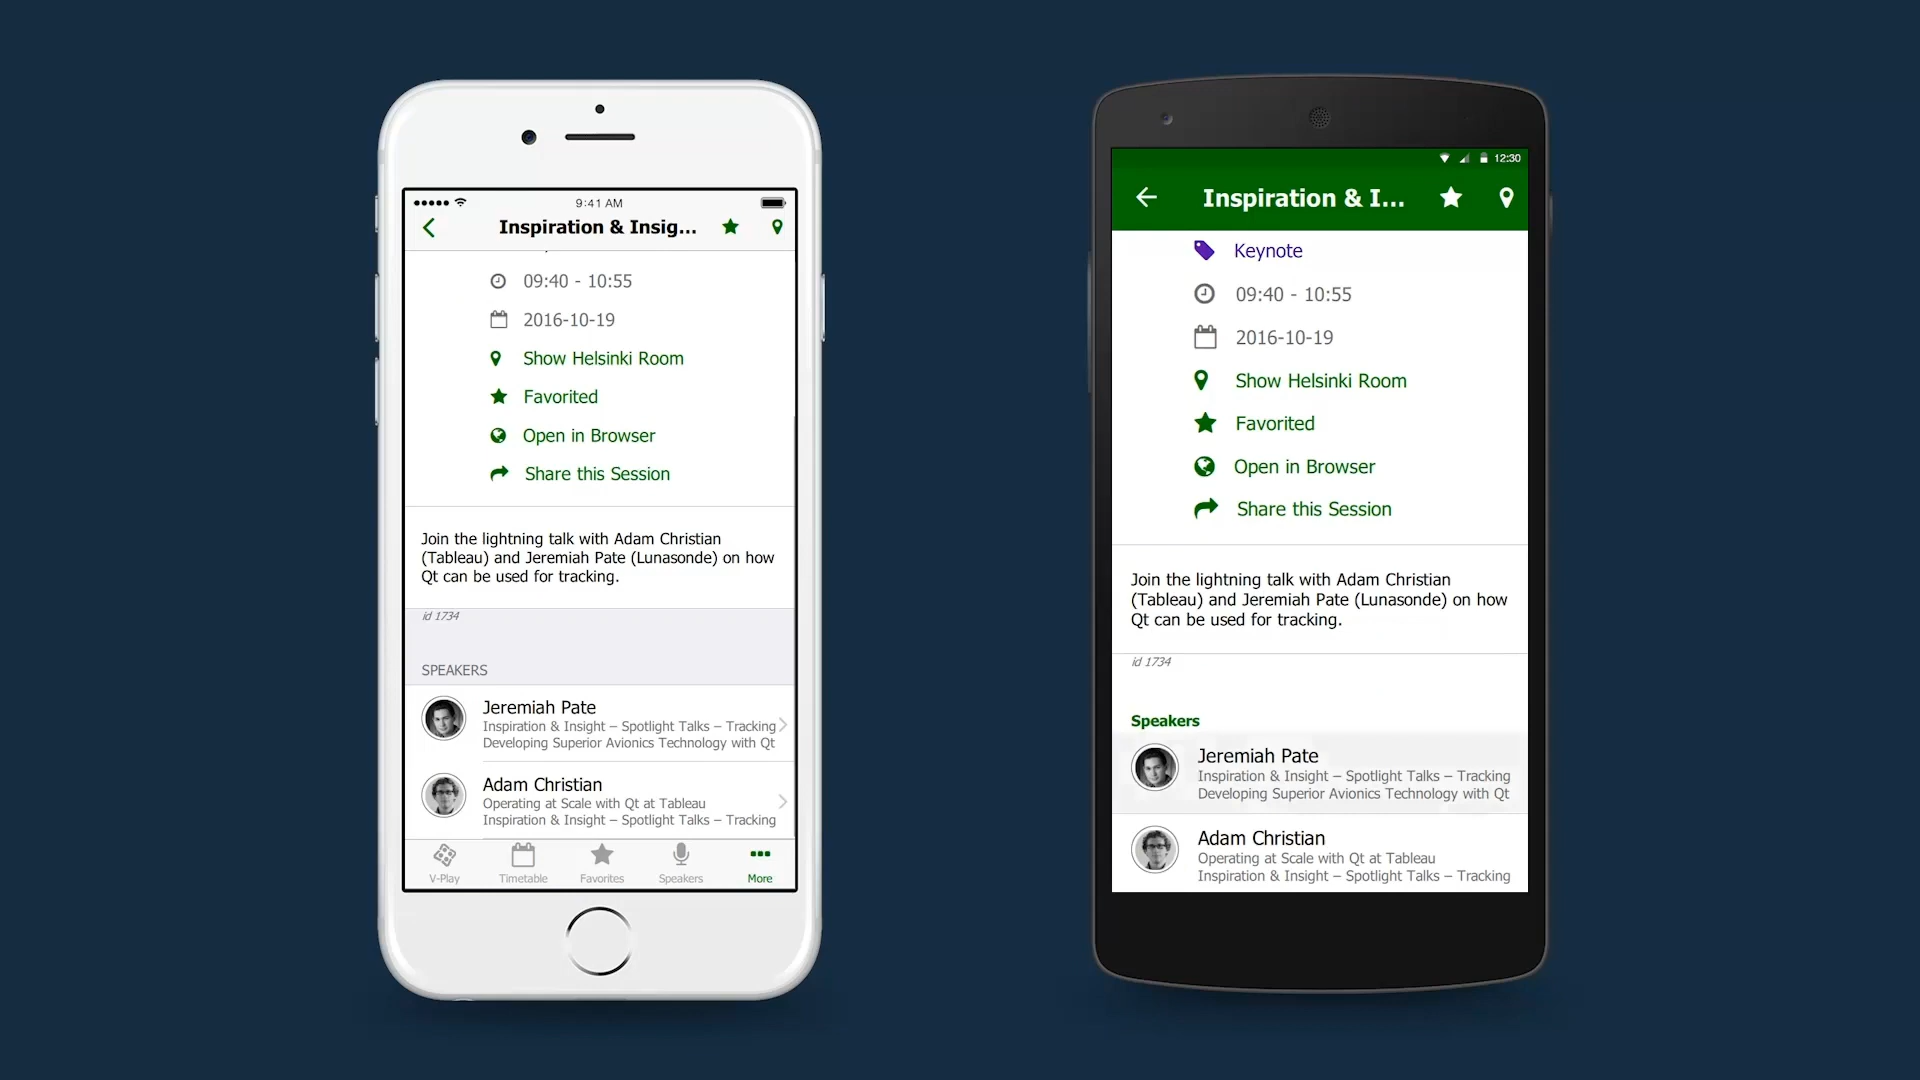 9:41 AM
Inspiration & Insig...
09:40 - 10:55
2016-10-19
Show Helsinki Room
Favorited
Open in Browser
Share this Session
Join the lightning talk with Adam Christian
(Tableau) and Jeremiah Pate (Lunasonde) on how
Qt can be used for tracking.
id 1734
SPEAKERS
Jeremiah Pate
Inspiration & Insight – Spotlight Talks – Tracking
Developing Superior Avionics Technology with Qt
Adam Christian
Operating at Scale with Qt at Tableau
Inspiration & Insight – Spotlight Talks – Tracking
V-Play
Timetable
Favorites
Speakers
More
12:30
Inspiration & I...
Keynote
09:40 - 10:55
2016-10-19
Show Helsinki Room
Favorited
Open in Browser
Share this Session
Join the lightning talk with Adam Christian
(Tableau) and Jeremiah Pate (Lunasonde) on how
Qt can be used for tracking.
id 1734
Speakers
Jeremiah Pate
Inspiration & Insight – Spotlight Talks – Tracking
Developing Superior Avionics Technology with Qt
Adam Christian
Operating at Scale with Qt at Tableau
Inspiration & Insight – Spotlight Talks – Tracking